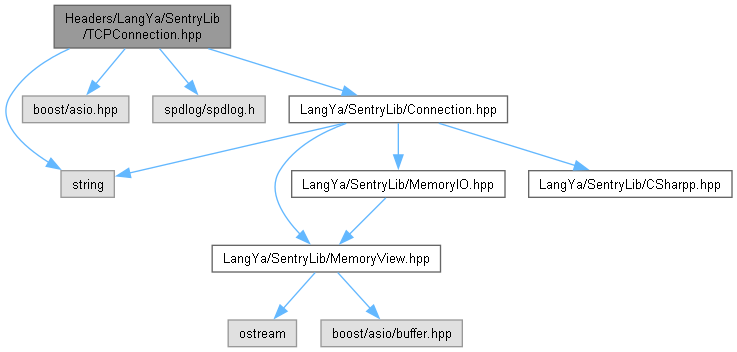 Headers/LangYa/SentryLib
/TCPConnection.hpp
boost/asio.hpp
spdlog/spdlog.h
LangYa/SentryLib/Connection.hpp
string
LangYa/SentryLib/MemoryIO.hpp
LangYa/SentryLib/CSharpp.hpp
LangYa/SentryLib/MemoryView.hpp
ostream
boost/asio/buffer.hpp